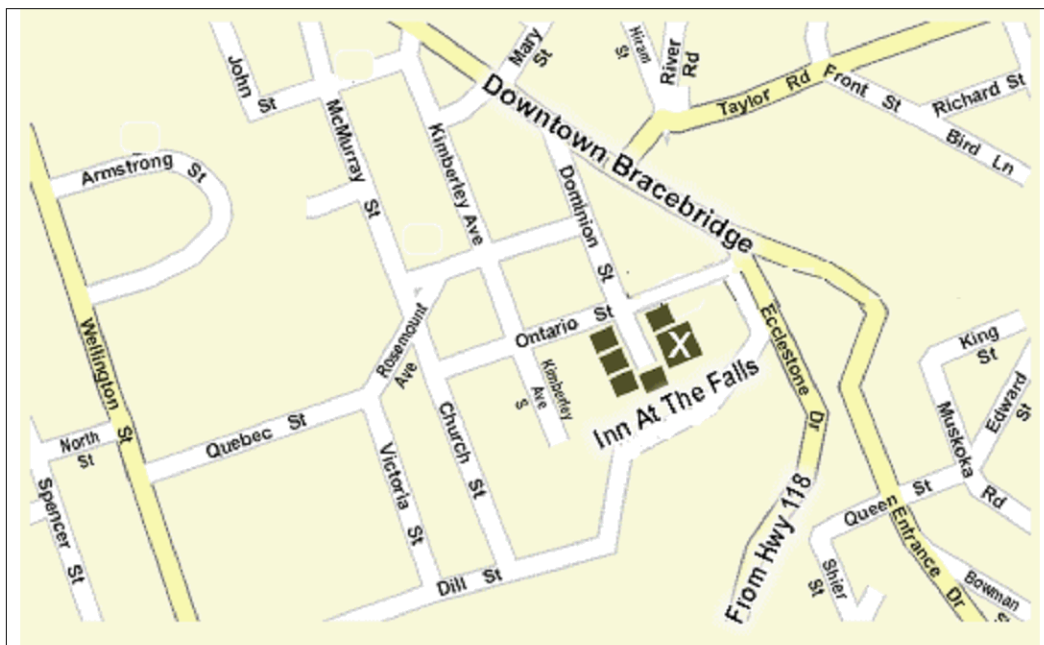 John St
McMurray St
Kimberley Ave
Mary St
Hiram St
River Rd
Taylor Rd
Front St
Richard St
Bird Ln
Downtown Bracebridge
Dominion St
Armstrong St
Wellington St
Rosemount Ave
Ontario St
X
Kimberley Ave S
Inn At The Falls
Ecclestone Dr
King St
Edward St
Muskoka Rd
North St
Quebec St
Victoria St
Church St
Spencer St
Dill St
From Hwy 118
Queen St
Entrance Dr
Shier St
Bowman St